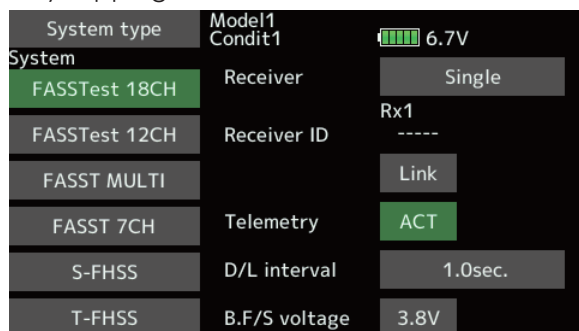 System type
Model1
Condit1
6.7V
System
FASSTest 18CH
Receiver
Single
Rx1
FASSTest 12CH
Receiver ID
-----
FASST MULTI
Link
FASST 7CH
Telemetry
ACT
S-FHSS
D/L interval
1.0sec.
T-FHSS
B.F/S voltage
3.8V